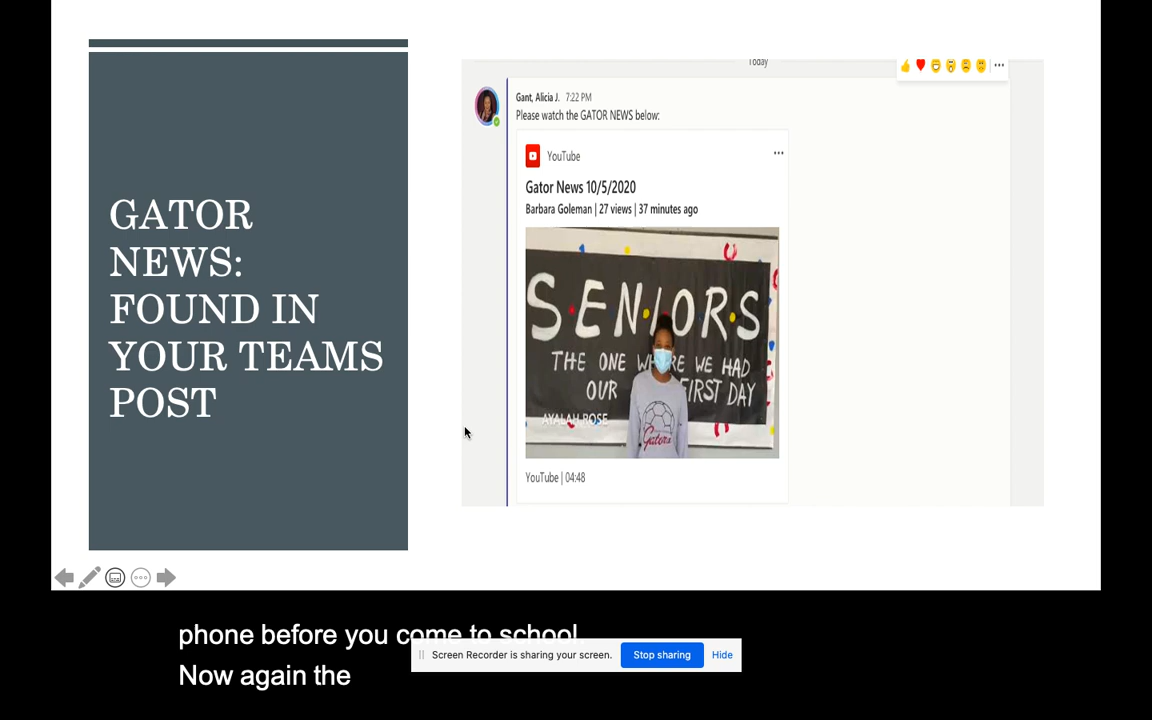 GATOR
NEWS:
FOUND IN
YOUR TEAMS
POST
Today
Gant, Alicia J. 7:22 PM
Please watch the GATOR NEWS below:
YouTube
Gator News 10/5/2020
Barbara Goleman | 27 views | 37 minutes ago
SENIORS
THE ONE WHERE WE HAD
OUR FIRST DAY
AYALAH ROSE
Gators
YouTube | 04:48
phone before you come to school.
Now again the
Screen Recorder is sharing your screen.
Stop sharing
Hide